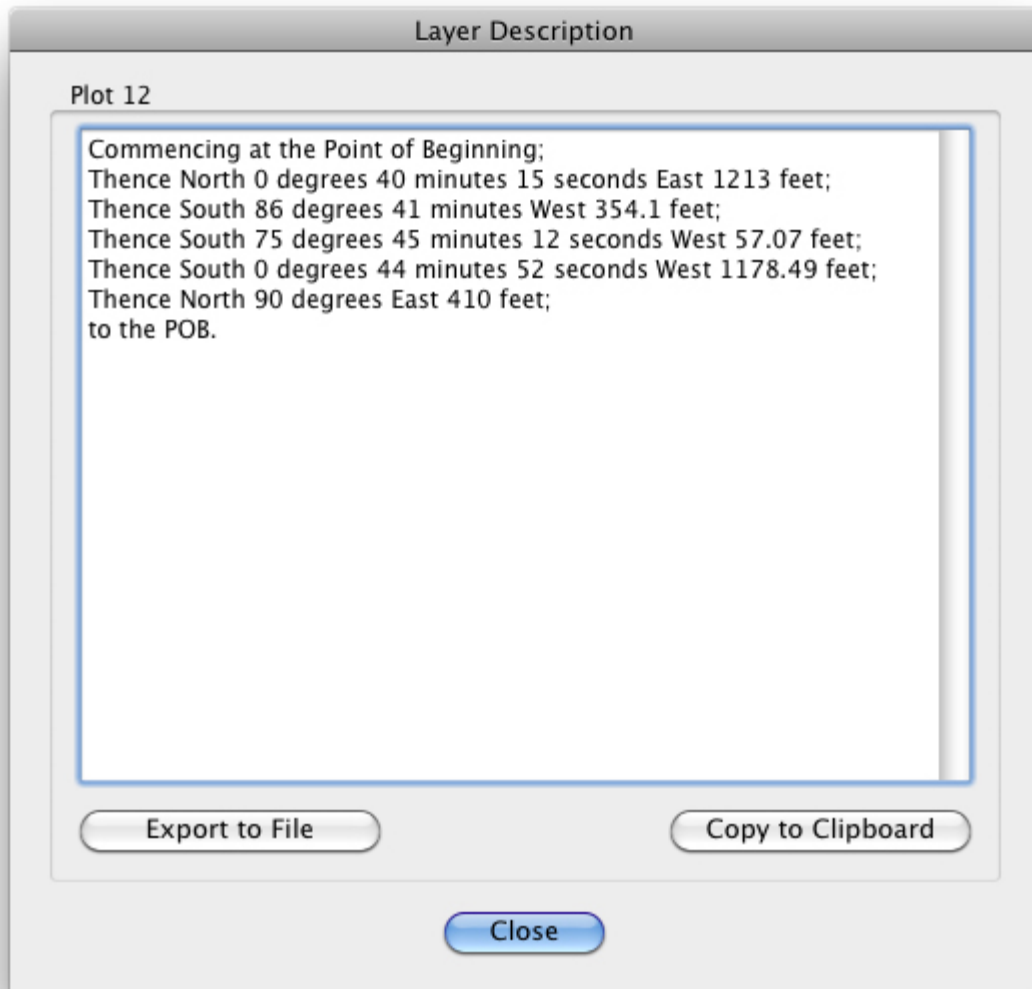 Layer Description
Plot 12
Commencing at the Point of Beginning;
Thence North 0 degrees 40 minutes 15 seconds East 1213 feet;
Thence South 86 degrees 41 minutes West 354.1 feet;
Thence South 75 degrees 45 minutes 12 seconds West 57.07 feet;
Thence South 0 degrees 44 minutes 52 seconds West 1178.49 feet;
Thence North 90 degrees East 410 feet;
to the POB.
Export to File
Copy to Clipboard
Close